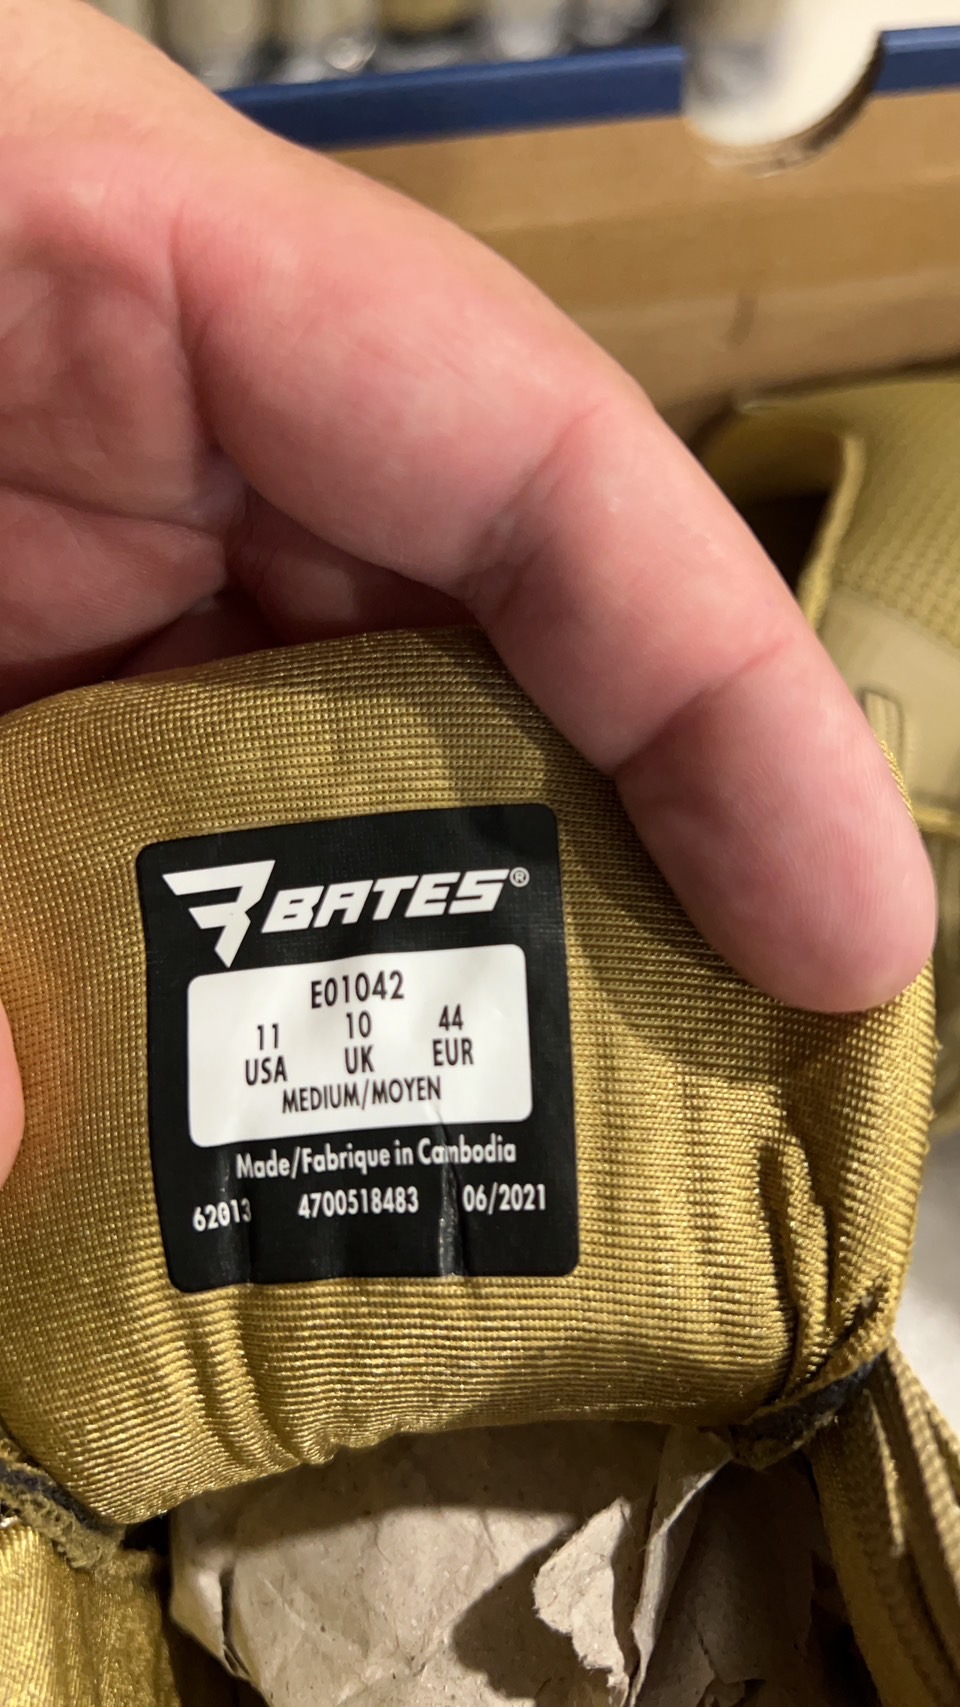 BATES®
E01042
11 10 44
USA UK EUR
MEDIUM/MOYEN
Made/Fabrique in Cambodia
62013 4700518483 06/2021